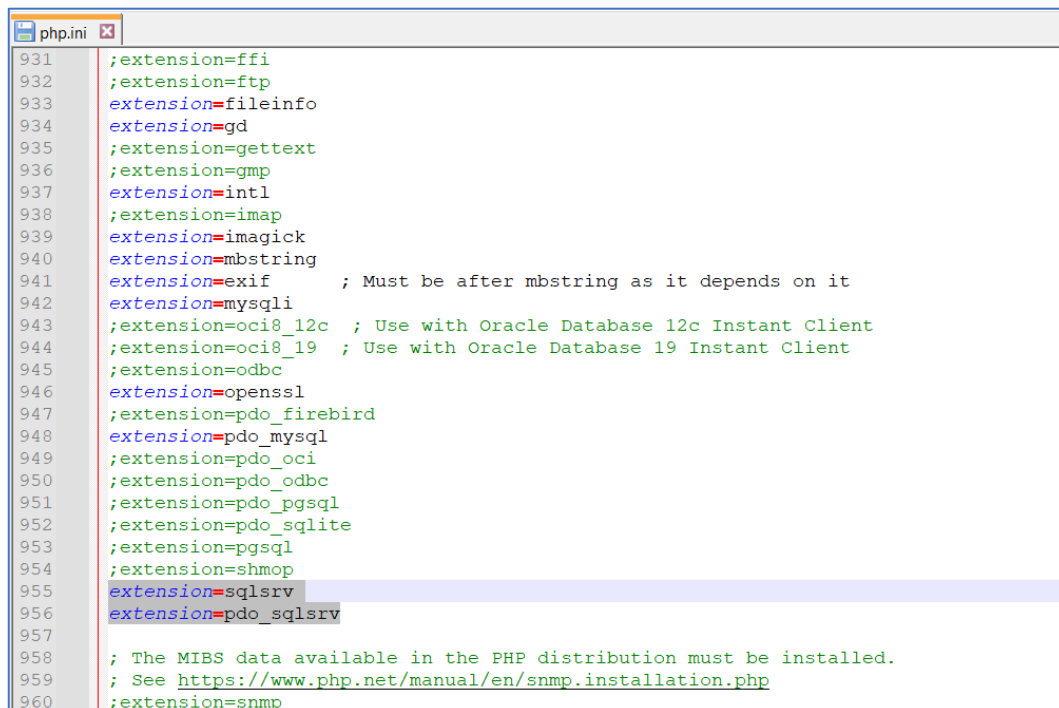 php.ini
931 ;extension=ffi
932 ;extension=ftp
933 extension=fileinfo
934 extension=gd
935 ;extension=gettext
936 ;extension=gmp
937 extension=intl
938 ;extension=imap
939 extension=imagick
940 extension=mbstring
941 extension=exif      ; Must be after mbstring as it depends on it
942 extension=mysqli
943 ;extension=oci8_12c  ; Use with Oracle Database 12c Instant Client
944 ;extension=oci8_19  ; Use with Oracle Database 19 Instant Client
945 ;extension=odbc
946 extension=openssl
947 ;extension=pdo_firebird
948 extension=pdo_mysql
949 ;extension=pdo_oci
950 ;extension=pdo_odbc
951 ;extension=pdo_pgsql
952 ;extension=pdo_sqlite
953 ;extension=pgsql
954 ;extension=shmop
955 extension=sqlsrv
956 extension=pdo_sqlsrv
957
958 ; The MIBS data available in the PHP distribution must be installed.
959 ; See https://www.php.net/manual/en/snmp.installation.php
960 ;extension=snmp